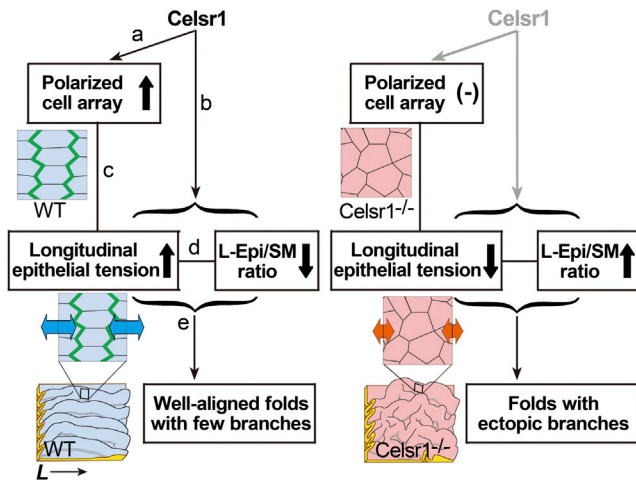 Celsr1
a
Polarized
cell array
b
c
WT
Longitudinal
epithelial tension
d
L-Epi/SM
ratio
e
Well-aligned folds
with few branches
WT
L
Celsr1
Polarized
cell array
(-)
Celsr1-/-
Longitudinal
epithelial tension
L-Epi/SM
ratio
Folds with
ectopic branches
Celsr1-/-